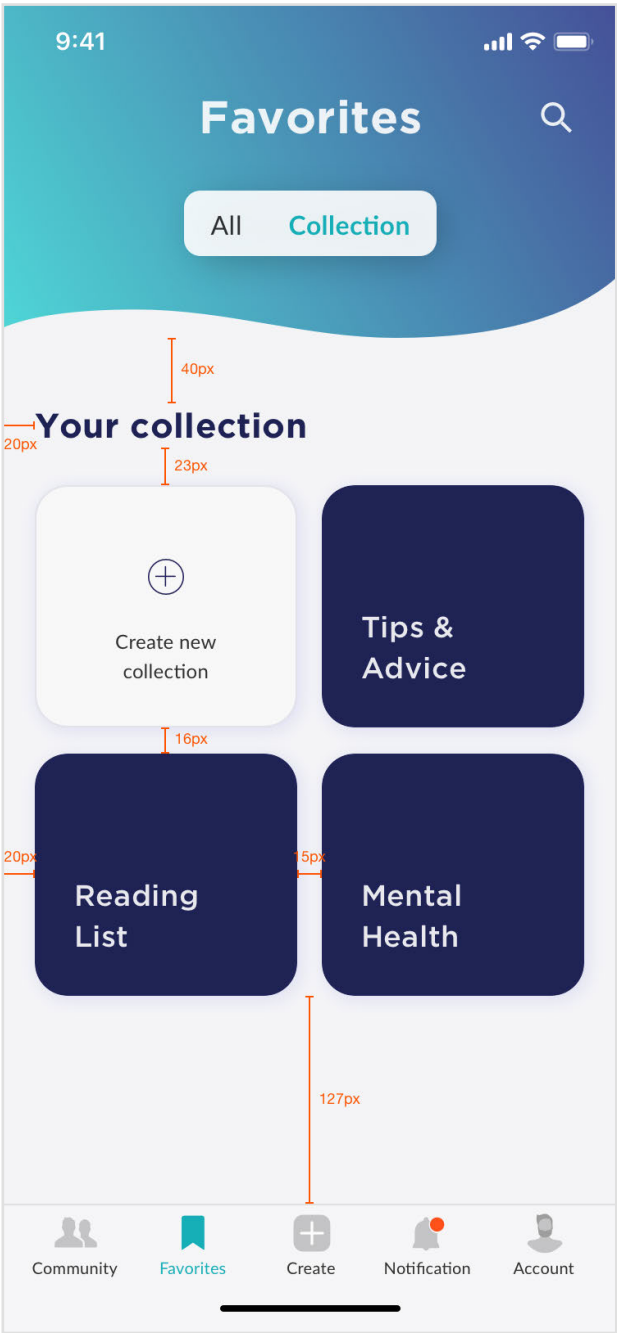 9:41
Favorites
All Collection
40px
Your collection
20px
23px
Create new
collection
Tips &
Advice
16px
20px
15px
Reading
List
Mental
Health
127px
Community Favorites Create Notification Account